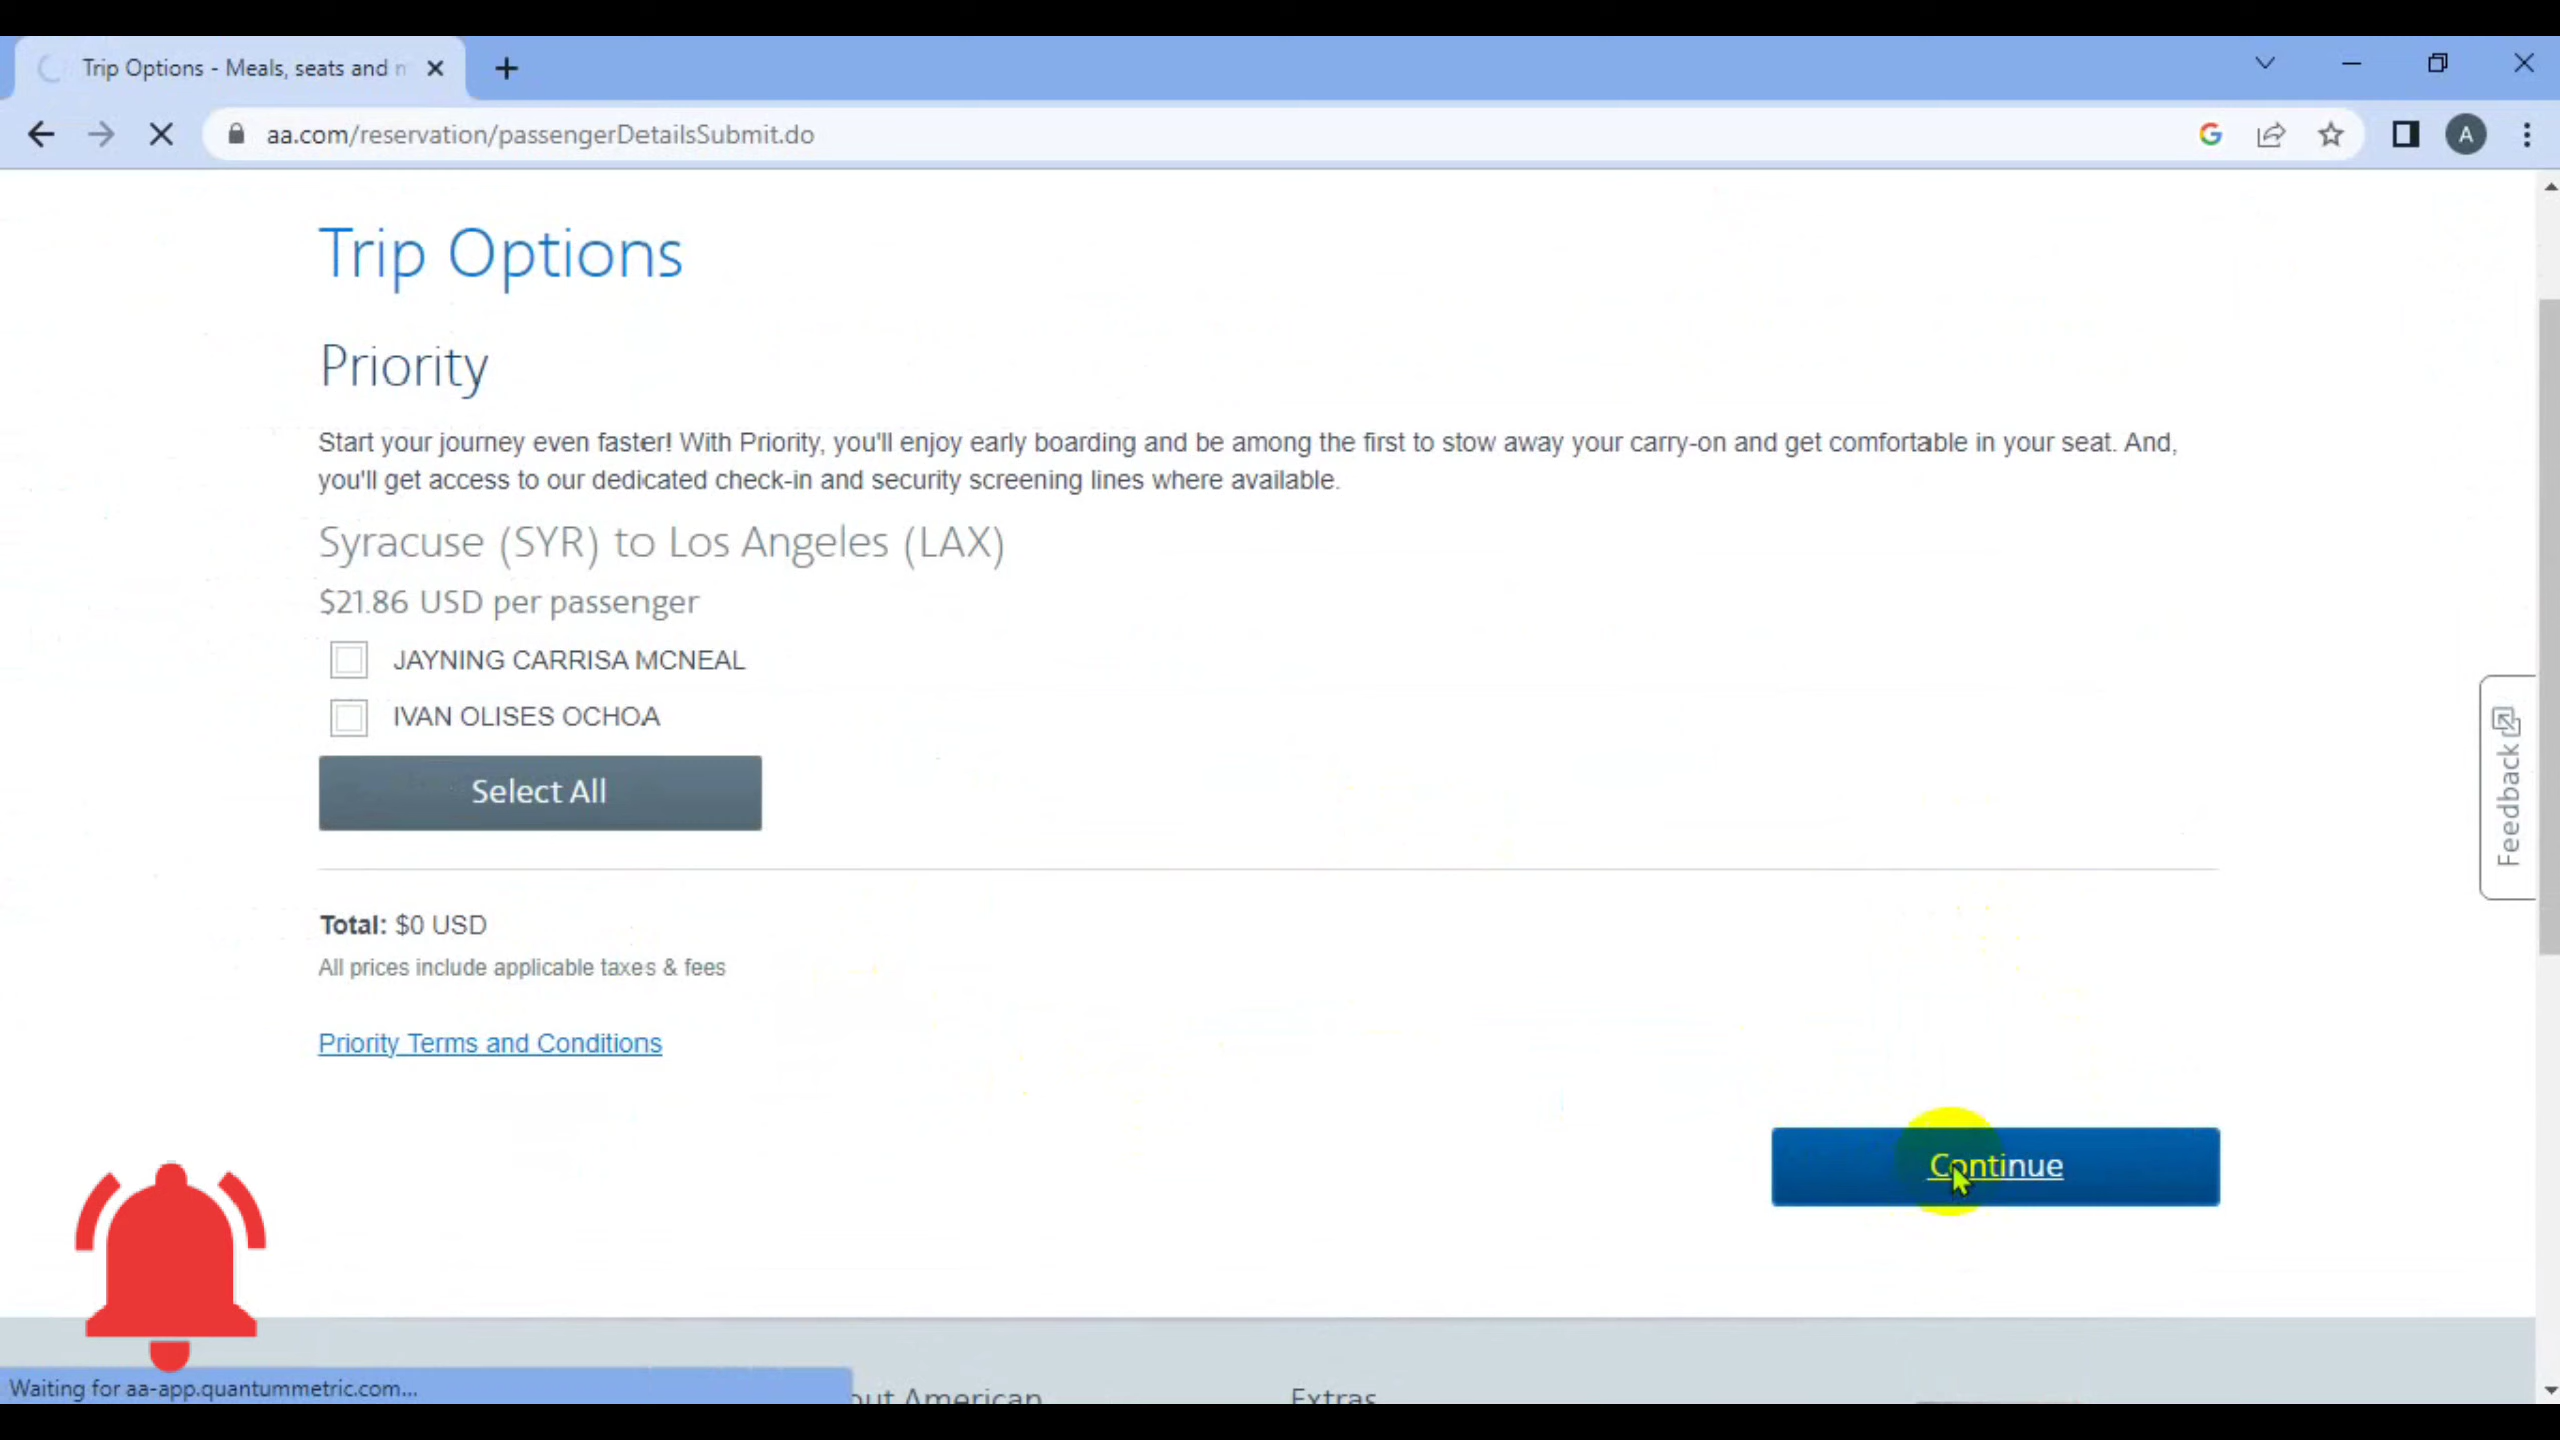 Trip Options - Meals, seats and m
aa.com/reservation/passengerDetailsSubmit.do
A
Trip Options
Priority
Start your journey even faster! With Priority, you'll enjoy early boarding and be among the first to stow away your carry-on and get comfortable in your seat. And,
you'll get access to our dedicated check-in and security screening lines where available.
Syracuse (SYR) to Los Angeles (LAX)
$21.86 USD per passenger
JAYNING CARRISA MCNEAL
IVAN OLISES OCHOA
Select All
Feedback
Total: $0 USD
All prices include applicable taxes & fees
Priority Terms and Conditions
Continue
Waiting for aa-app.quantummetric.com...
out American
Extras